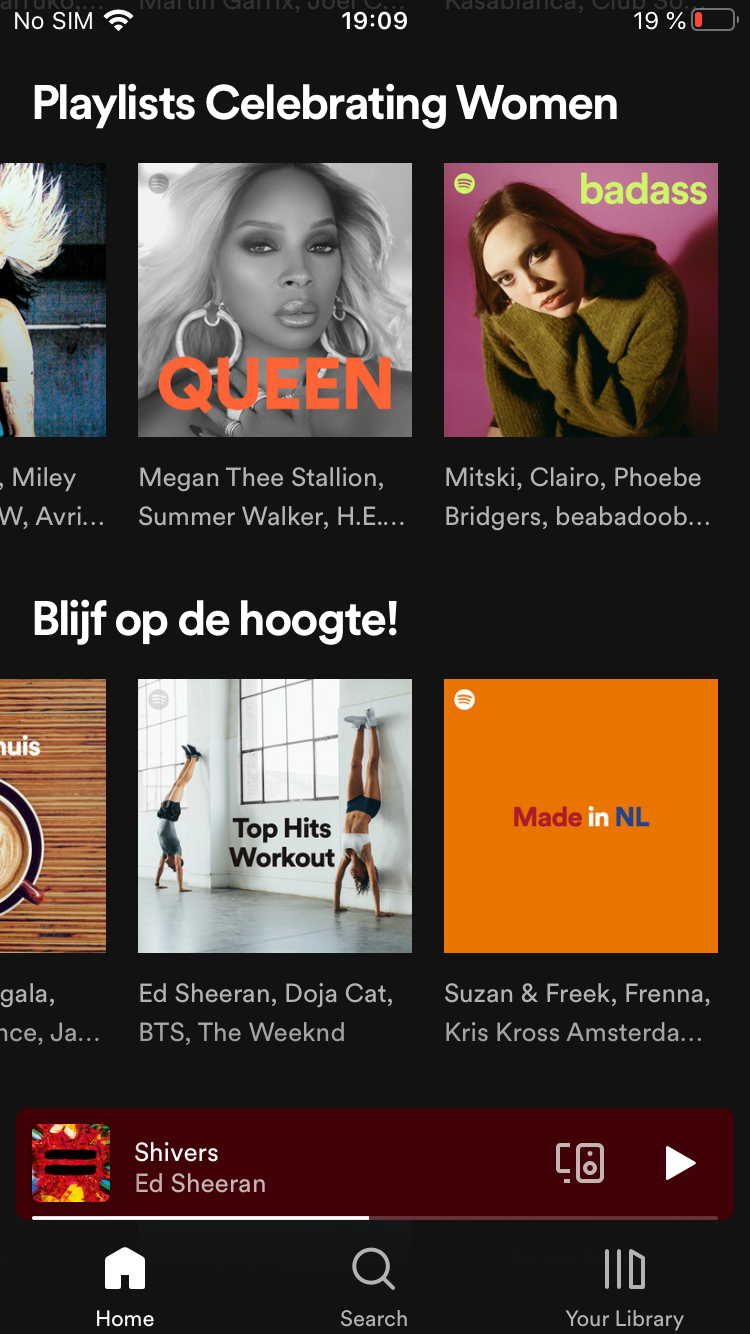 No SIM 19:09 19 %
Playlists Celebrating Women
QUEEN
badass
, Miley
W, Avri...
Megan Thee Stallion,
Summer Walker, H.E....
Mitski, Clairo, Phoebe
Bridgers, beabadoob...
Blijf op de hoogte!
huis
Top Hits
Workout
Made in NL
gala,
nce, Ja...
Ed Sheeran, Doja Cat,
BTS, The Weeknd
Suzan & Freek, Frenna,
Kris Kross Amsterda...
Shivers
Ed Sheeran
Home
Search
Your Library